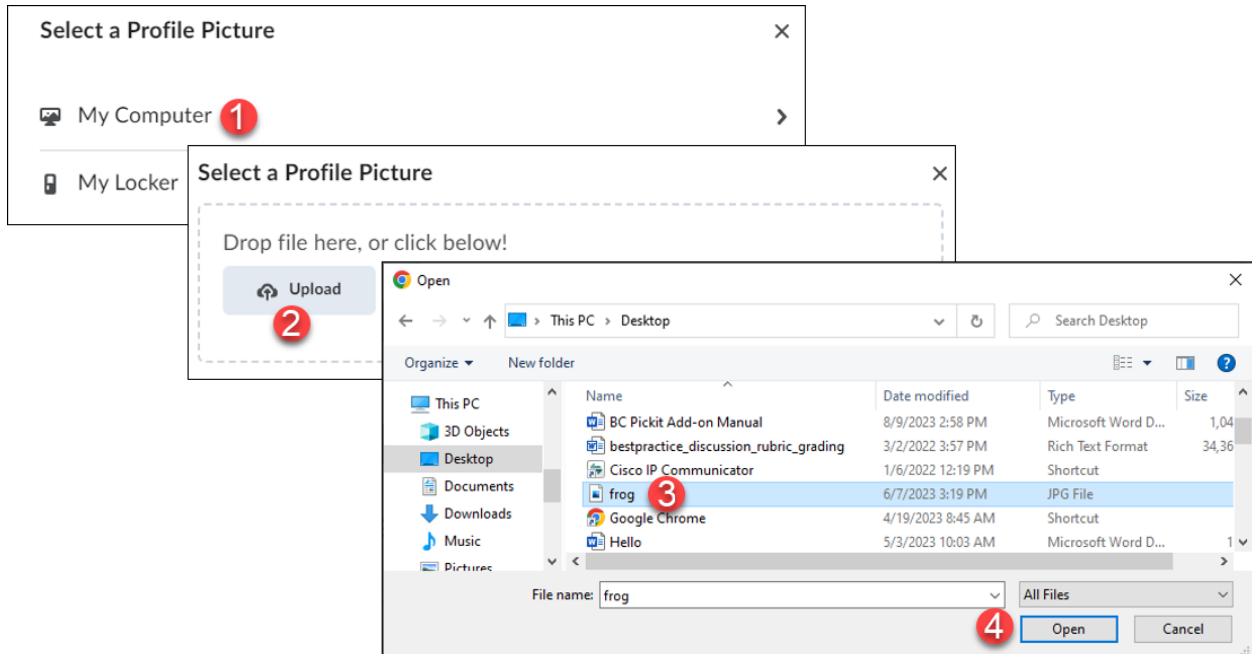 Select a Profile Picture
My Computer 1
My Locker
Select a Profile Picture
Drop file here, or click below!
Upload
2
Open
This PC > Desktop
Search Desktop
Organize New folder
?
This PC
3D Objects
Desktop
Documents
Downloads
Music
Pictures
Name Date modified Type Size
BC Pickit Add-on Manual 8/9/2023 2:58 PM Microsoft Word D... 1,04
bestpractice_discussion_rubric_grading 3/2/2022 3:57 PM Rich Text Format 34,36
Cisco IP Communicator 1/6/2022 12:19 PM Shortcut
frog 3 6/7/2023 3:19 PM JPG File
Google Chrome 4/19/2023 8:45 AM Shortcut
Hello 5/3/2023 10:03 AM Microsoft Word D... 1
File name: frog All Files
4 Open Cancel